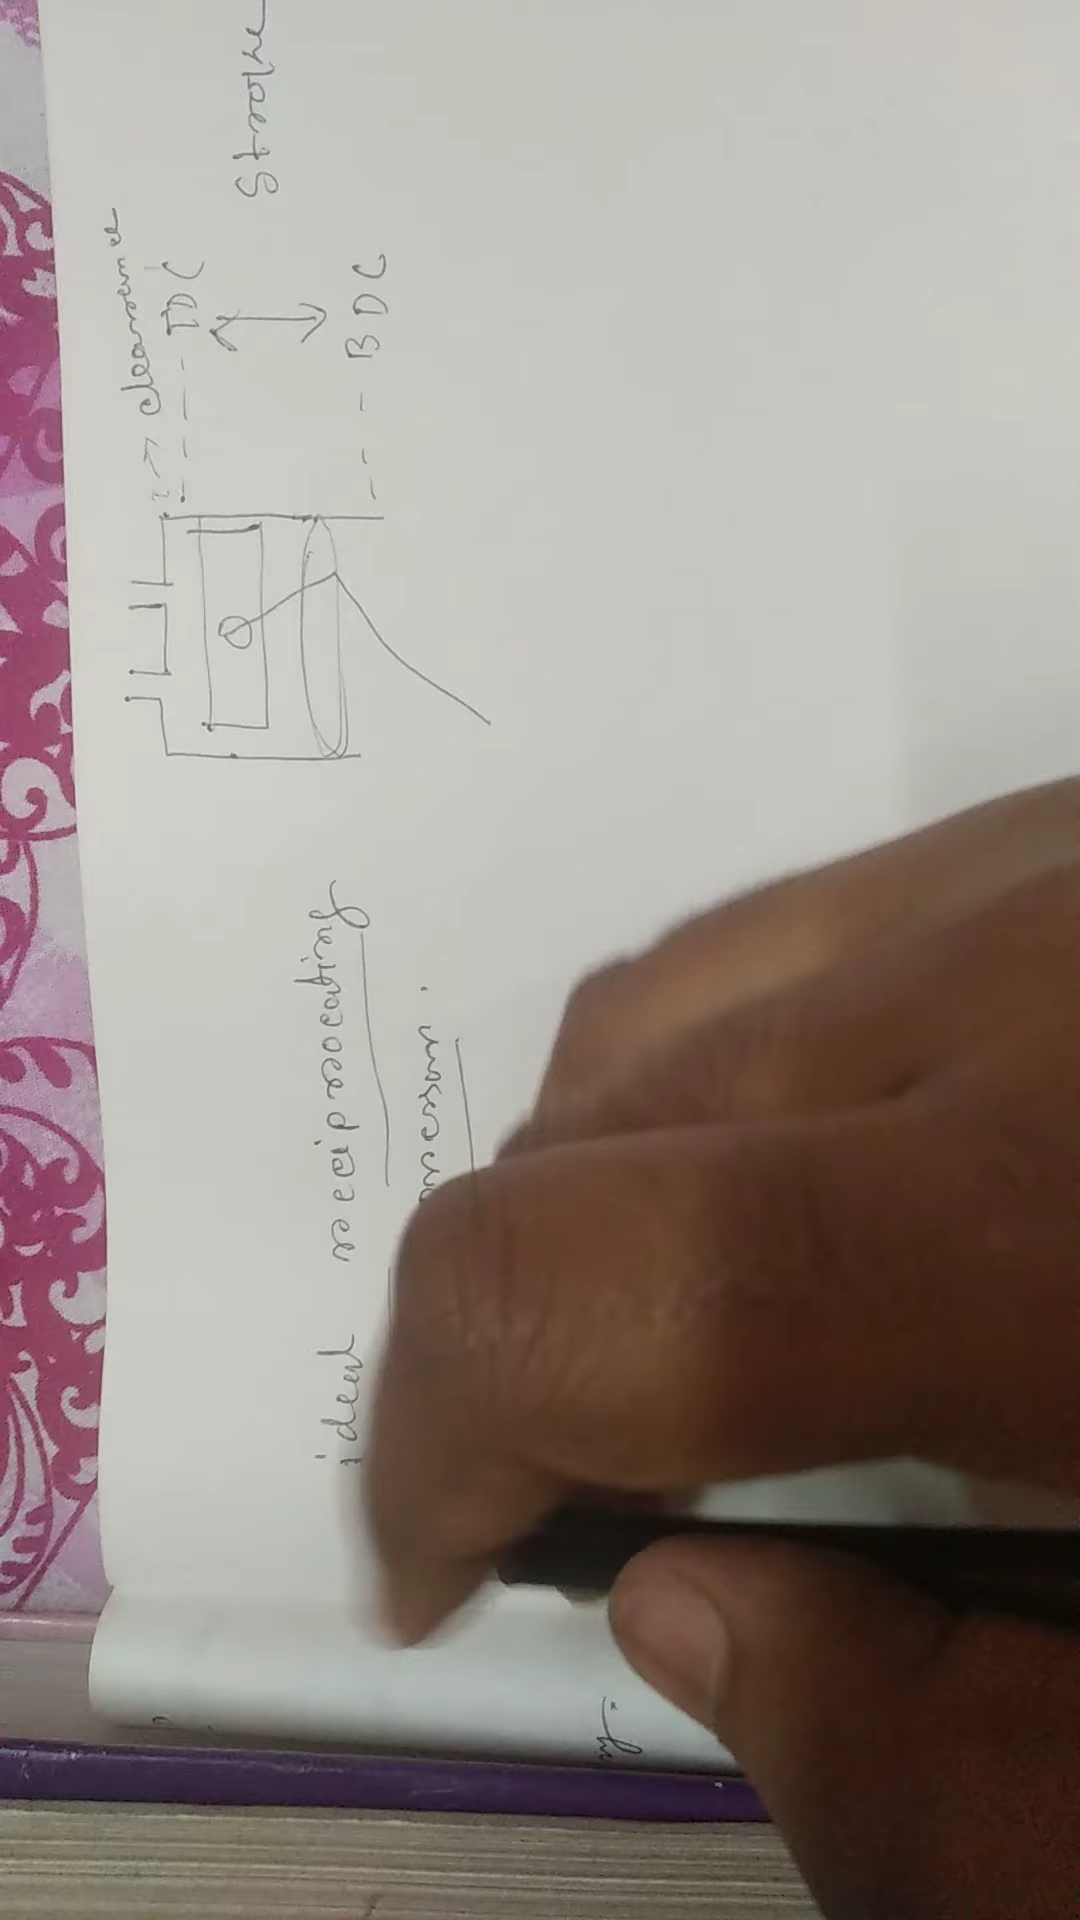 → clearance
TDC
Stroke
BDC
ideal reciprocating